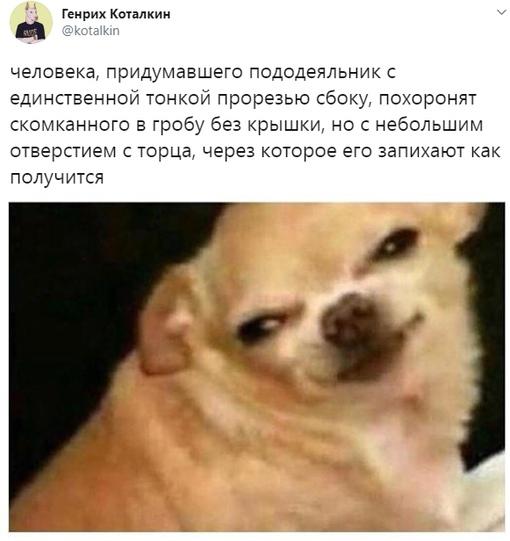 Генрих Коталкин
@kotalkin
человека, придумавшего пододеяльник с
единственной тонкой прорезью сбоку, похоронят
скомканного в гробу без крышки, но с небольшим
отверстием с торца, через которое его запихают как
получится